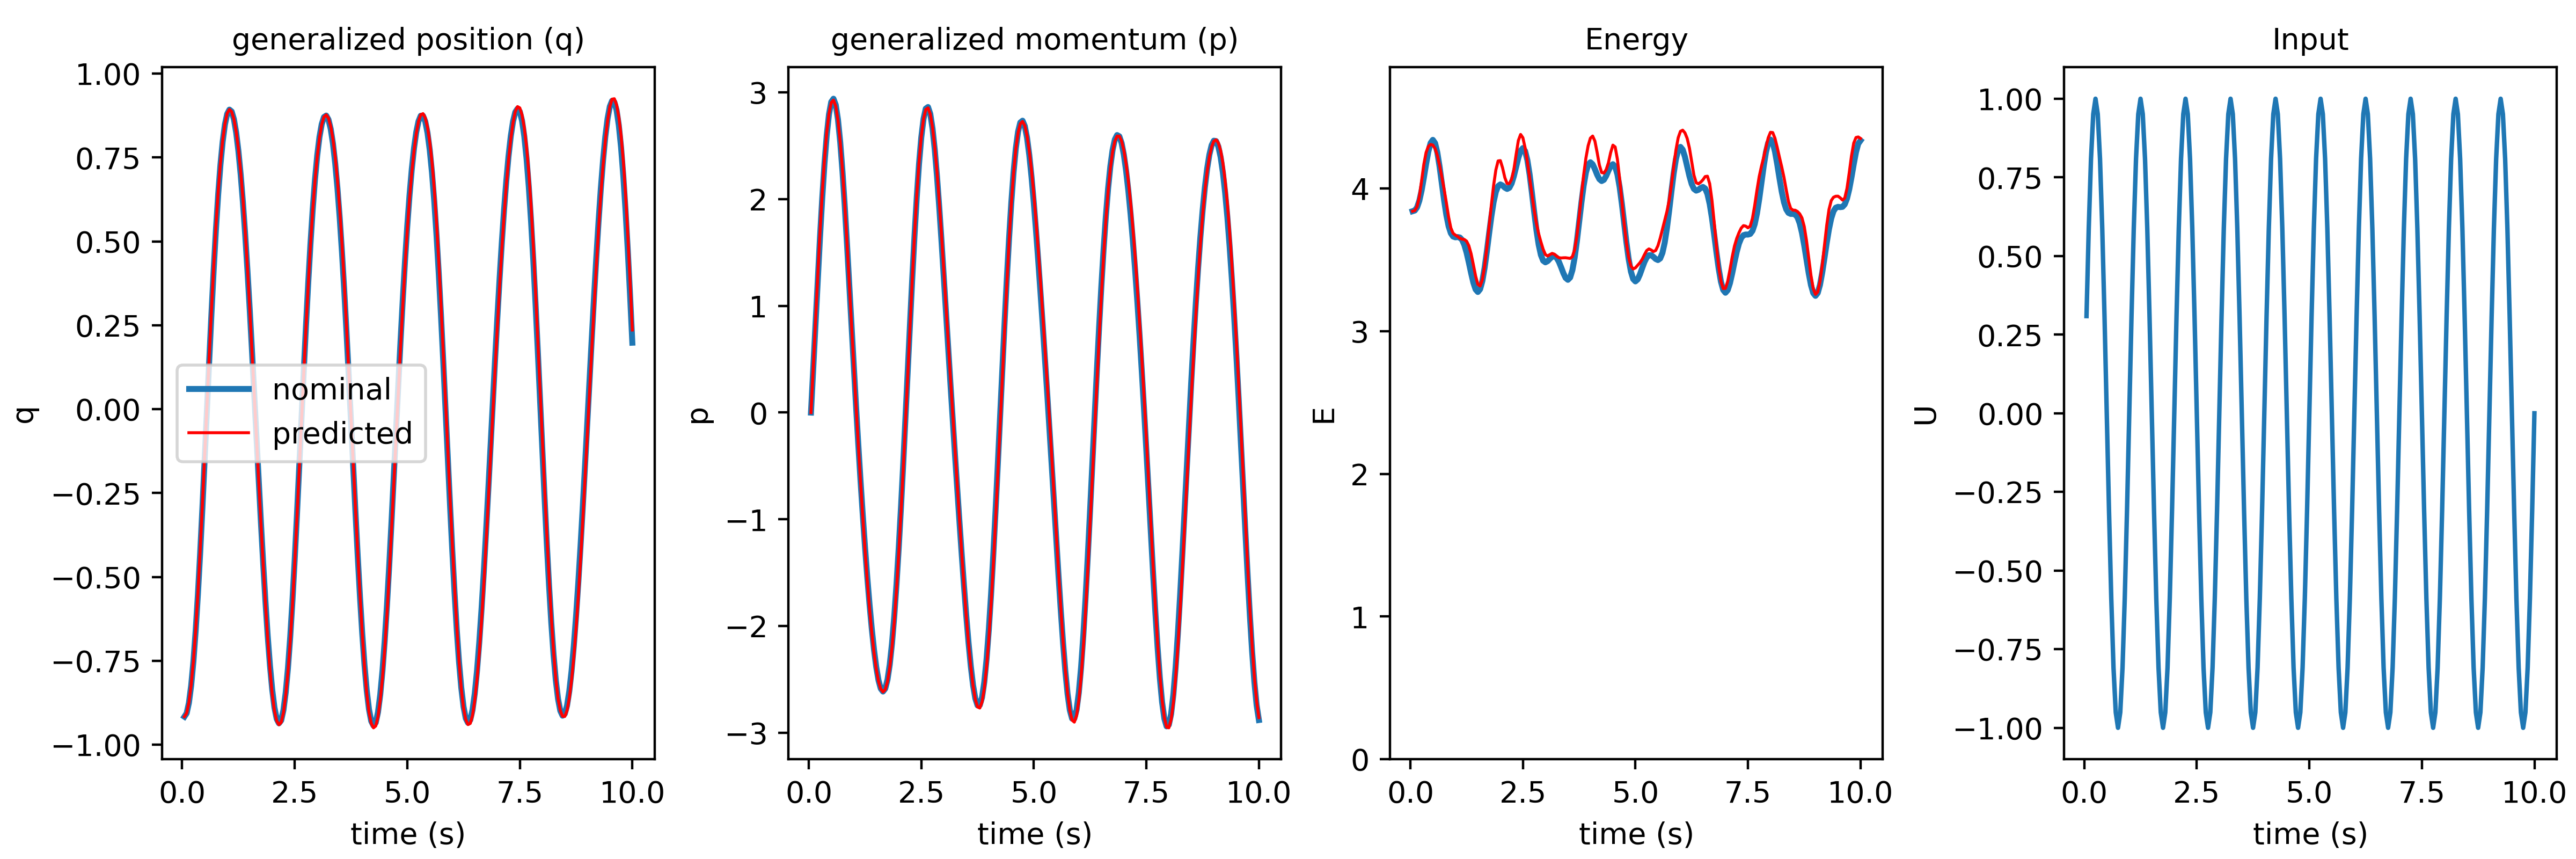 generalized position (q)
1.00
0.75
0.50
0.25
0.00
−0.25
−0.50
−0.75
−1.00
q
nominal
predicted
0.0 2.5 5.0 7.5 10.0
time (s)
generalized momentum (p)
3
2
1
0
−1
−2
−3
p
0.0 2.5 5.0 7.5 10.0
time (s)
Energy
4
3
2
1
0
E
0.0 2.5 5.0 7.5 10.0
time (s)
Input
1.00
0.75
0.50
0.25
0.00
−0.25
−0.50
−0.75
−1.00
U
0.0 2.5 5.0 7.5 10.0
time (s)